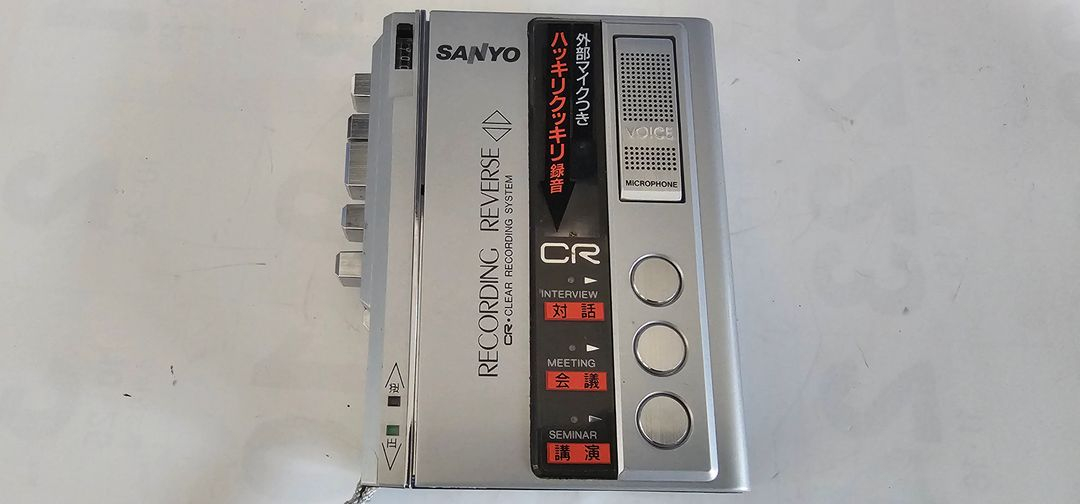 SANYO
RECORDING REVERSE
CR・CLEAR RECORDING SYSTEM
外部マイクつき
ハッキリクッキリ録音
CR
INTERVIEW
対話
MEETING
会議
SEMINAR
講演
VOICE
MICROPHONE
正